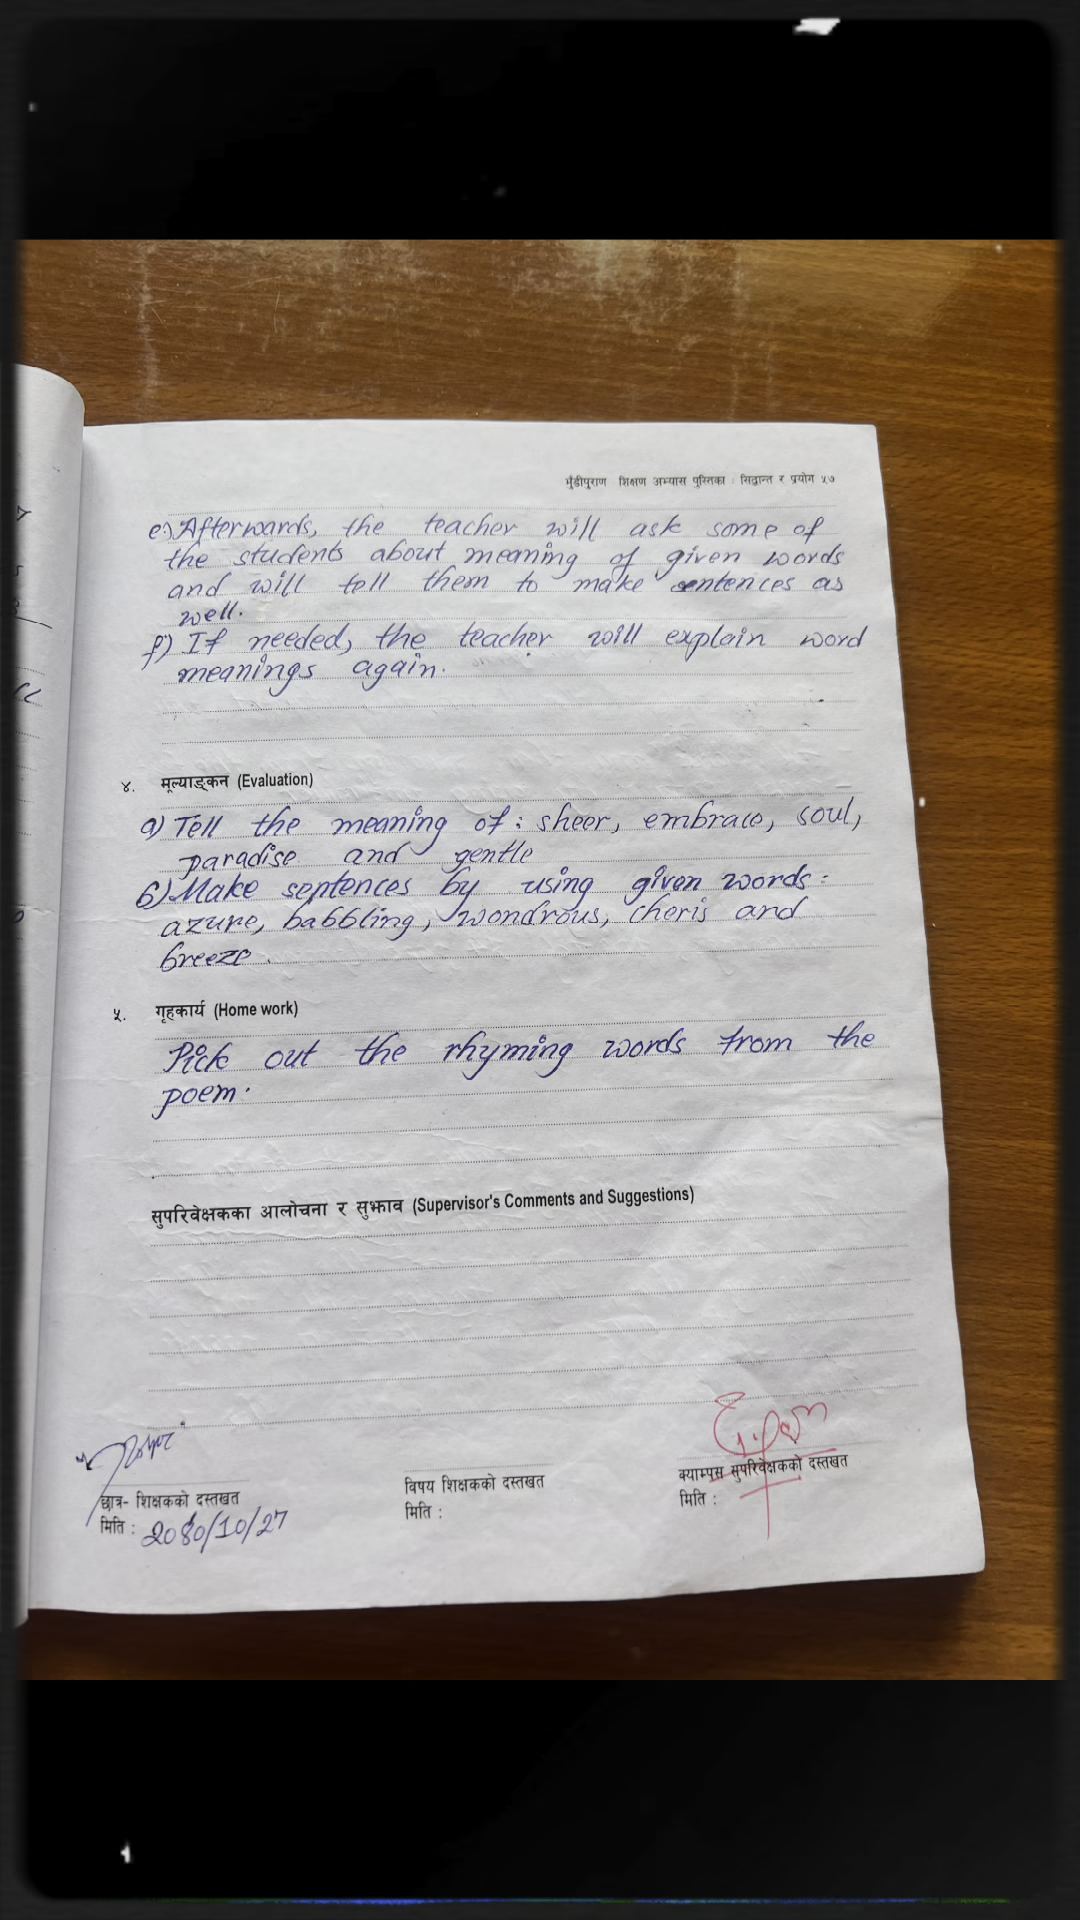 भुँडीपुराण शिक्षण अभ्यास पुस्तिका : सिद्धान्त र प्रयोग ५७
e) Afterwards, the teacher will ask some of
the students about meaning of given words
and will tell them to make sentences as
well.
f) If needed, the teacher will explain word
meanings again.
४. मूल्याङ्कन (Evaluation)
a) Tell the meaning of : sheer, embrace, soul,
paradise and gentle
b) Make sentences by using given words :
azure, babbling, wondrous, cheris and
breeze.
५. गृहकार्य (Home work)
Pick out the rhyming words from the
poem.
सुपरिवेक्षकका आलोचना र सुझाव (Supervisor's Comments and Suggestions)
छात्र- शिक्षकको दस्तखत
मिति : 2080/10/27
विषय शिक्षकको दस्तखत
मिति :
क्याम्पस सुपरिवेक्षकको दस्तखत
मिति :